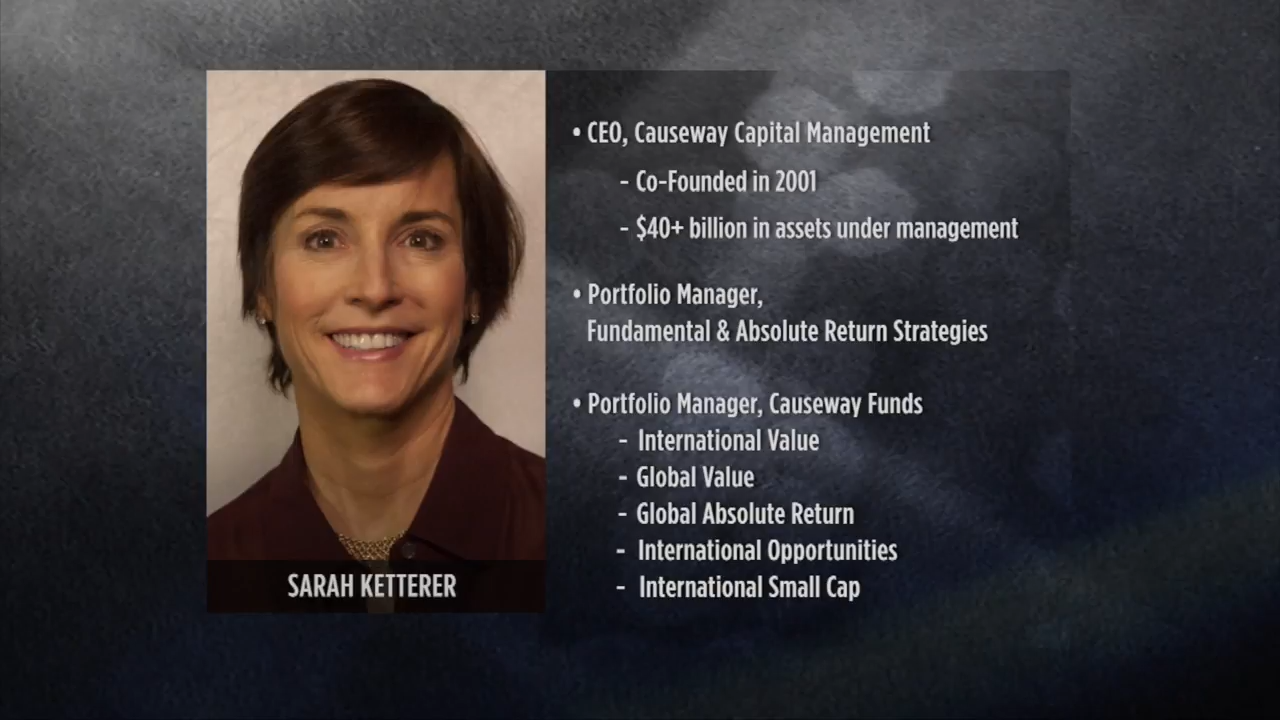 • CEO, Causeway Capital Management
- Co-Founded in 2001
- $40+ billion in assets under management
• Portfolio Manager,
Fundamental & Absolute Return Strategies
• Portfolio Manager, Causeway Funds
- International Value
- Global Value
- Global Absolute Return
- International Opportunities
- International Small Cap
SARAH KETTERER